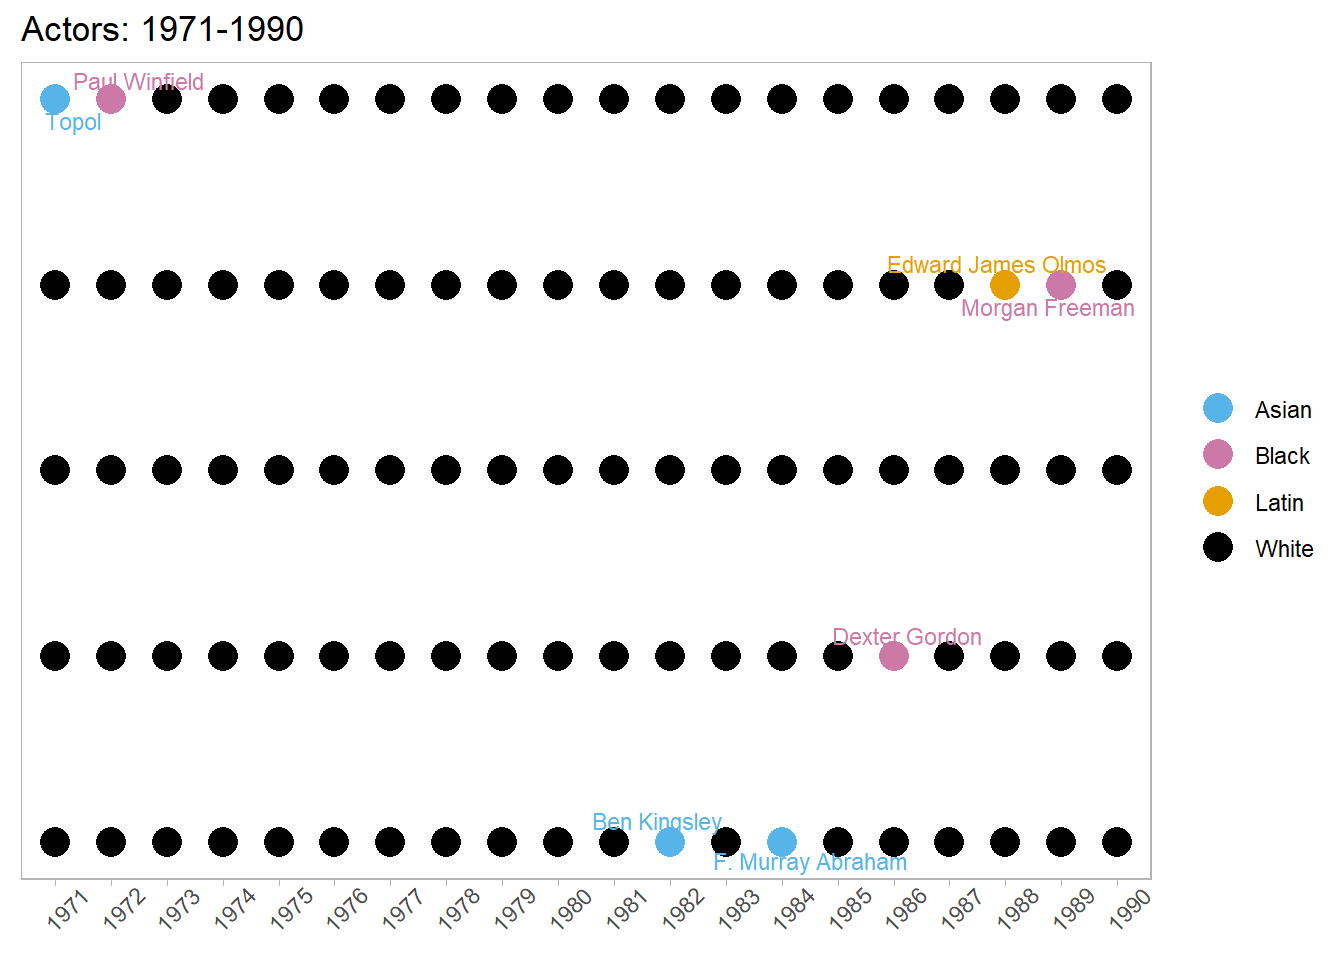 Actors: 1971-1990
Paul Winfield
Topol
Edward James Olmos
Morgan Freeman
Asian
Black
Latin
White
Dexter Gordon
Ben Kingsley
F. Murray Abraham
1971 1972 1973 1974 1975 1976 1977 1978 1979 1980 1981 1982 1983 1984 1985 1986 1987 1988 1989 1990